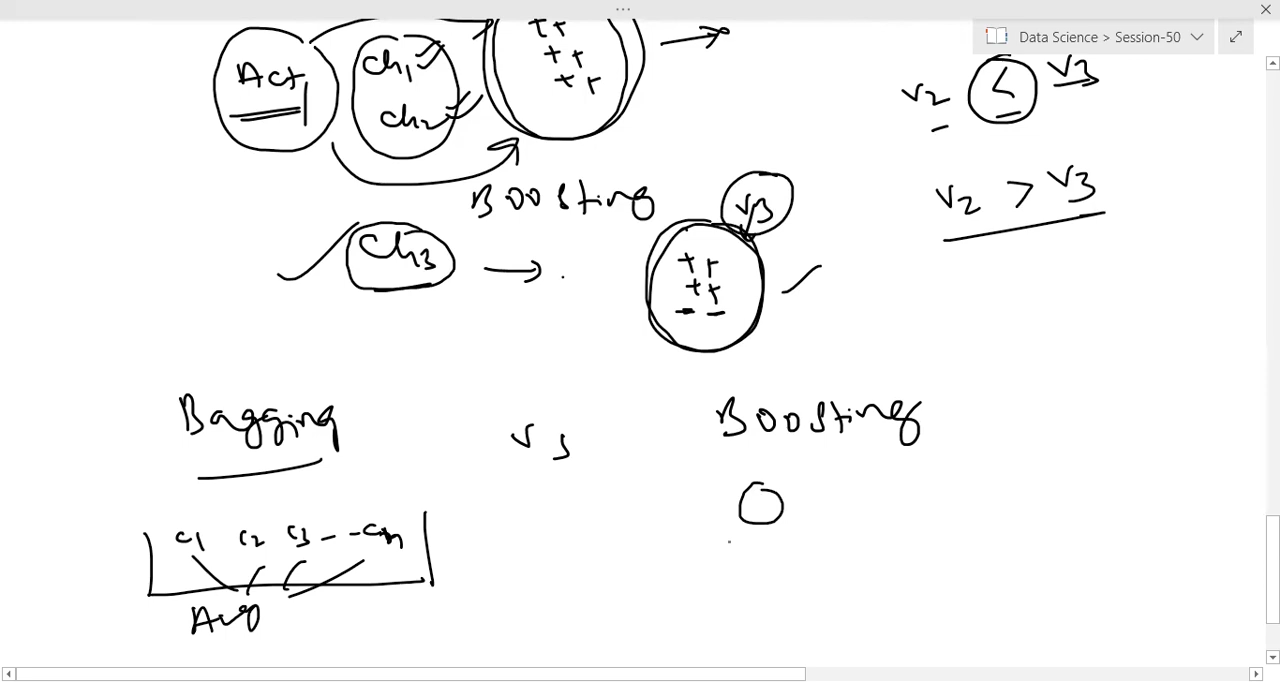 Data Science > Session-50
+ +
Act1 Ch1 + +
Ch2 + +
V2 < V3
Boosting V3
V2 > V3
Ch3 + +
+ +
- -
Bagging vs Boosting
C1 C2 C3 - - Cn
Avg